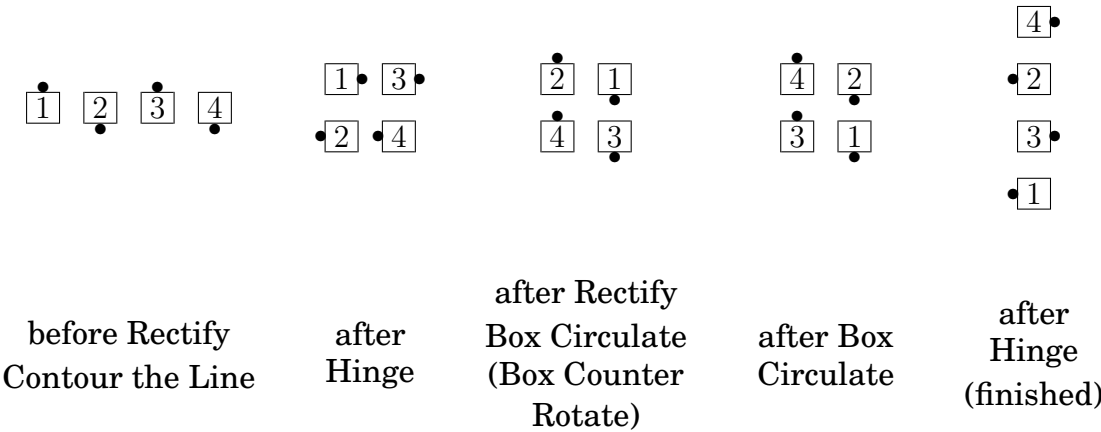 4
1 3 2 1 4 2 2
1 2 3 4
2 4 4 3 3 1 3
1
before Rectify
Contour the Line
after
Hinge
after Rectify
Box Circulate
(Box Counter
Rotate)
after Box
Circulate
after
Hinge
(finished)